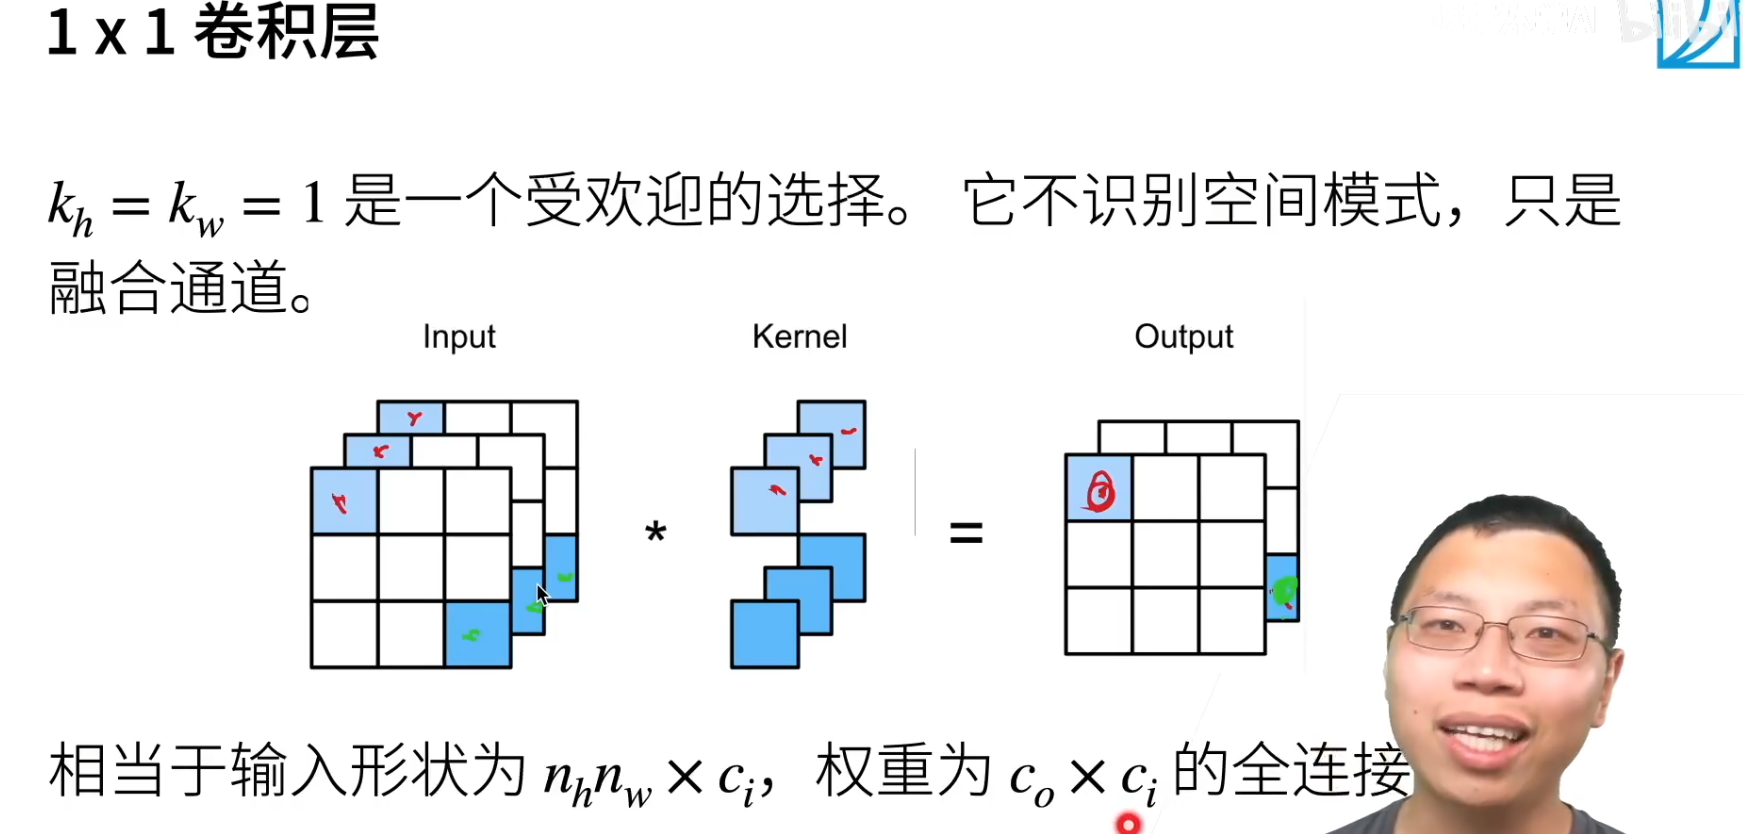 1 x 1 卷积层
k_h = k_w = 1 是一个受欢迎的选择。 它不识别空间模式，只是
融合通道。
Input Kernel Output
* =
相当于输入形状为 n_h n_w × c_i，权重为 c_o × c_i 的全连接